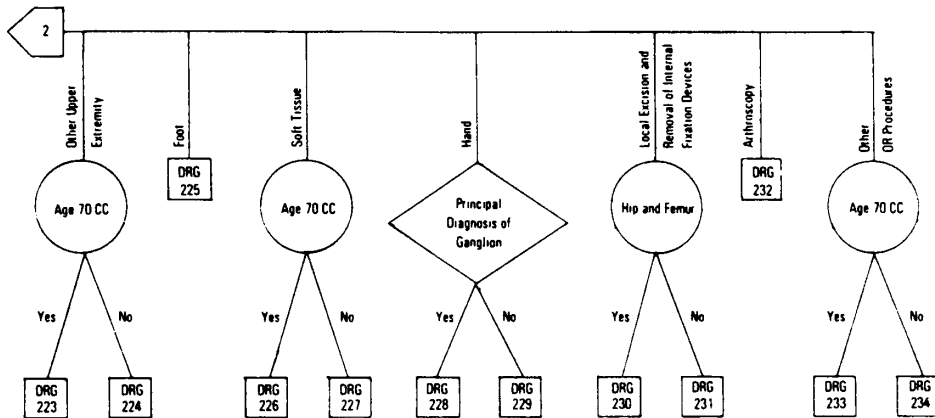 2
Other Upper
Extremity
Foot
Soft Tissue
Hand
Local Excision and
Removal of Internal
Fixation Devices
Arthroscopy
Other
OR Procedures
DRG
225
DRG
232
Age 70 CC
Age 70 CC
Principal
Diagnosis of
Ganglion
Hip and Femur
Age 70 CC
Yes
No
Yes
No
Yes
No
Yes
No
Yes
No
DRG
223
DRG
224
DRG
226
DRG
227
DRG
228
DRG
229
DRG
230
DRG
231
DRG
233
DRG
234